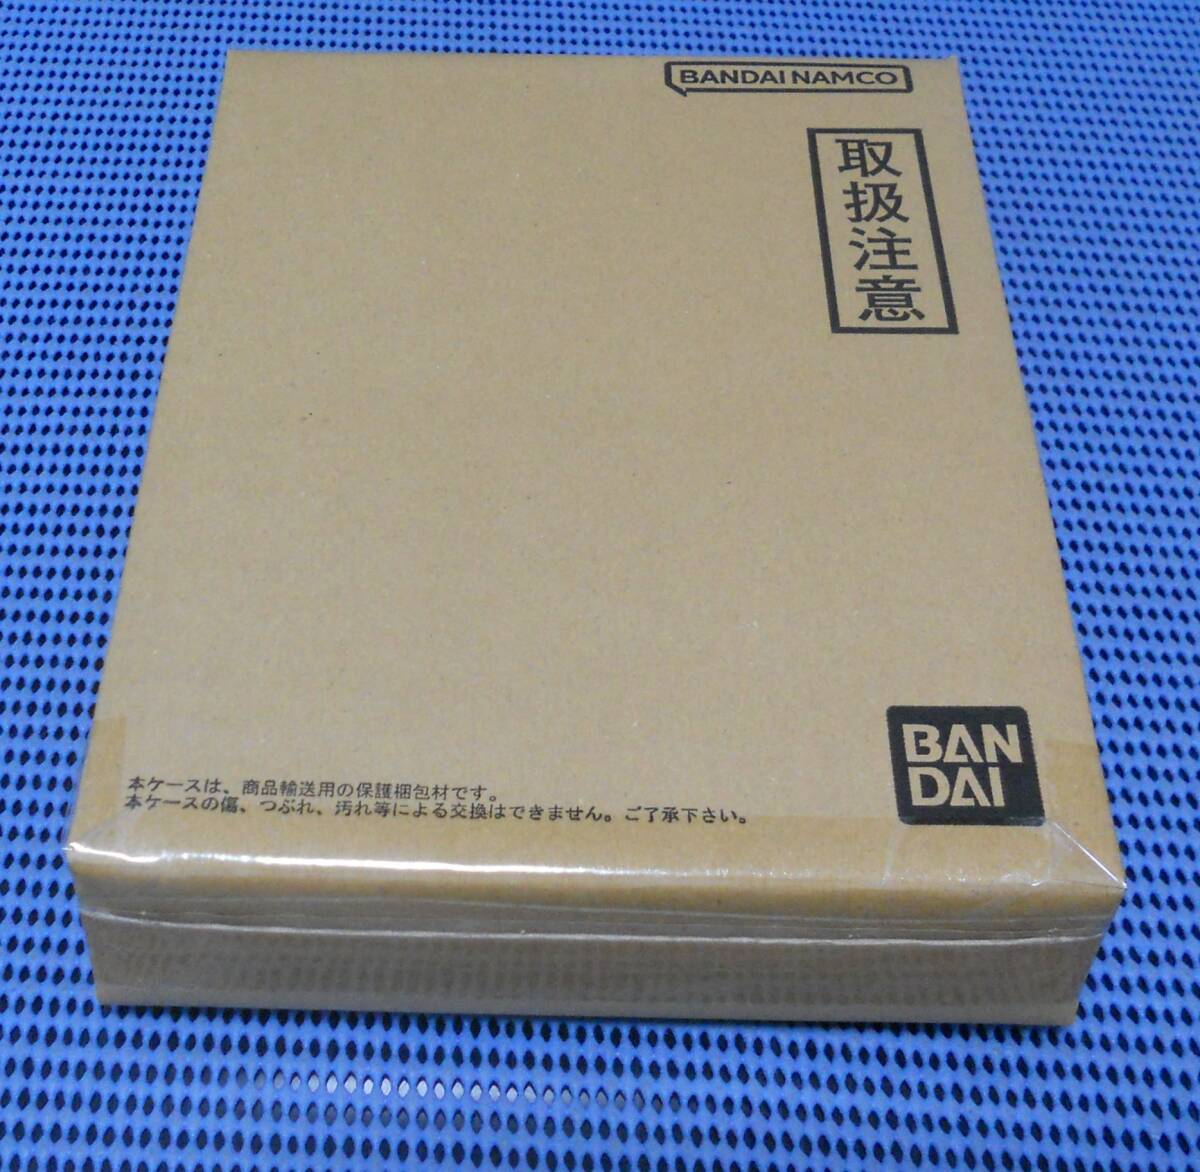 BANDAI NAMCO
取扱注意
本ケースは、商品輸送用の保護梱包材です。
本ケースの傷、つぶれ、汚れ等による交換はできません。ご了承下さい。
BAN
DAI